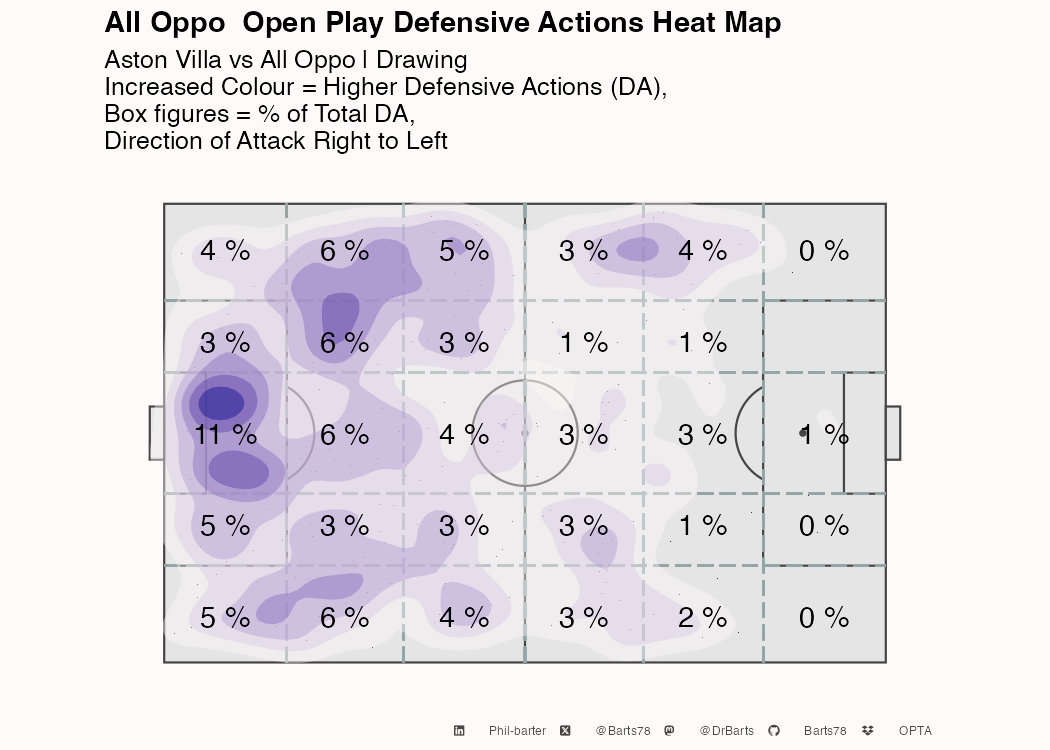 All Oppo  Open Play Defensive Actions Heat Map
Aston Villa vs All Oppo | Drawing
Increased Colour = Higher Defensive Actions (DA),
Box figures = % of Total DA,
Direction of Attack Right to Left
4 % 6 % 5 % 3 % 4 % 0 %
3 % 6 % 3 % 1 % 1 %
11 % 6 % 4 % 3 % 3 % 1 %
5 % 3 % 3 % 3 % 1 % 0 %
5 % 6 % 4 % 3 % 2 % 0 %
Phil-barter @Barts78 @DrBarts Barts78 OPTA